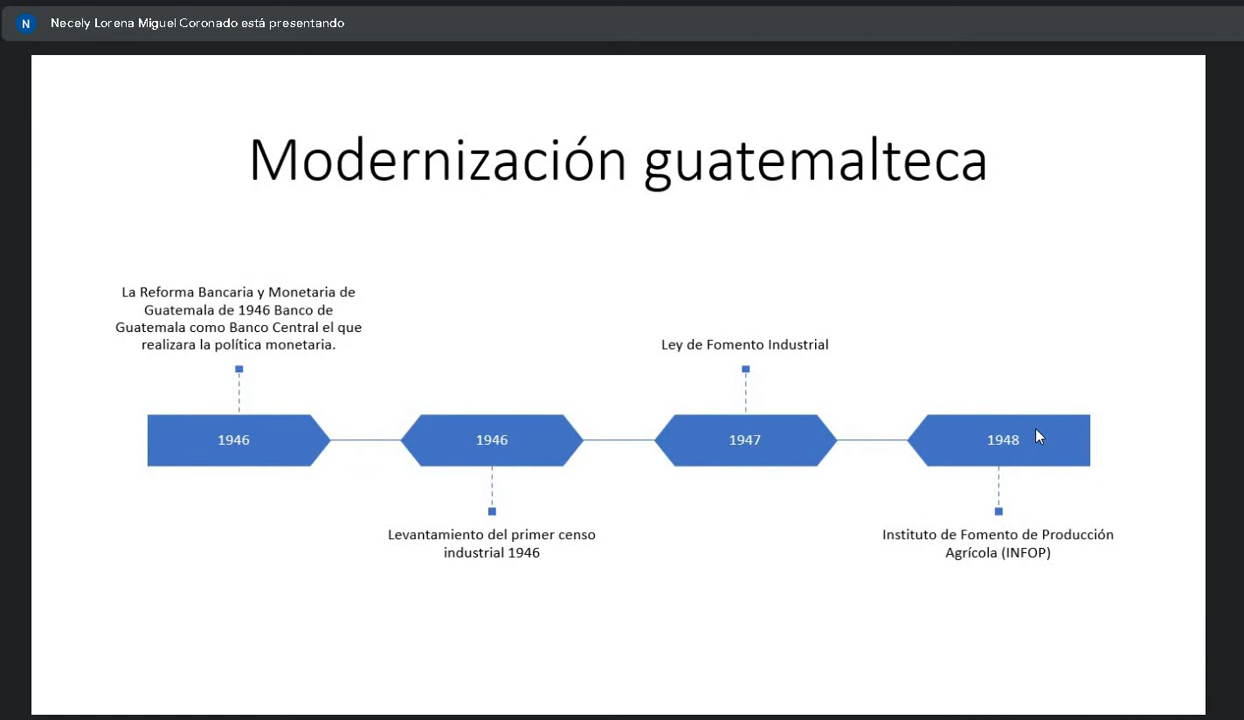 N
Necely Lorena Miguel Coronado está presentando
Modernización guatemalteca
La Reforma Bancaria y Monetaria de
Guatemala de 1946 Banco de
Guatemala como Banco Central el que
realizara la política monetaria.
Ley de Fomento Industrial
1946
1946
1947
1948
Levantamiento del primer censo
industrial 1946
Instituto de Fomento de Producción
Agrícola (INFOP)